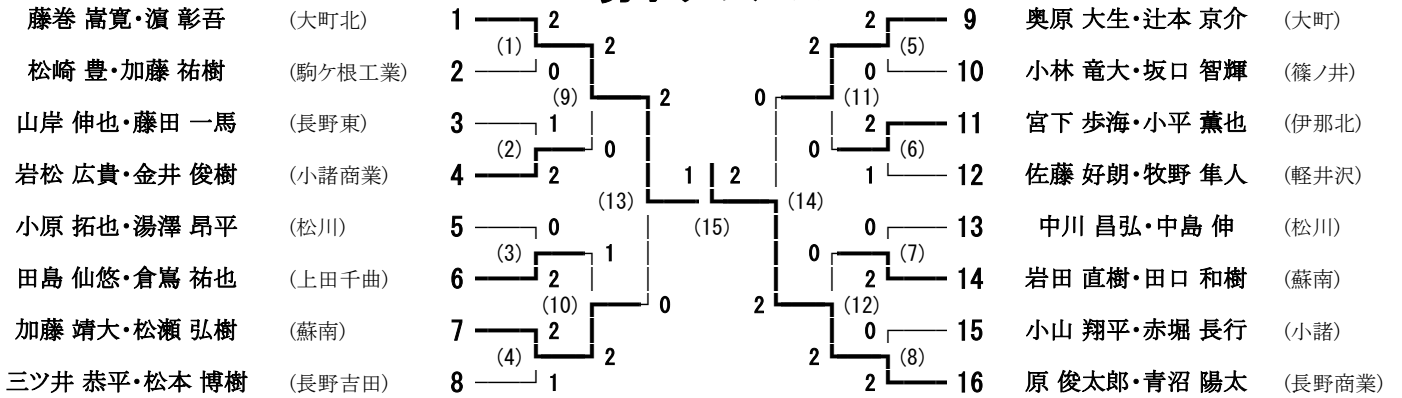 藤巻 嵩寛・濵 彰吾 (大町北) 1 2 2 9 奥原 大生・辻本 京介 (大町)
(1) 2 2 (5)
松崎 豊・加藤 祐樹 (駒ケ根工業) 2 0 0 10 小林 竜大・坂口 智輝 (篠ノ井)
(9) 2 0 (11)
山岸 伸也・藤田 一馬 (長野東) 3 1 2 11 宮下 歩海・小平 薫也 (伊那北)
(2) 0 0 (6)
岩松 広貴・金井 俊樹 (小諸商業) 4 2 1 2 1 12 佐藤 好朗・牧野 隼人 (軽井沢)
(13) (14)
小原 拓也・湯澤 昂平 (松川) 5 0 (15) 0 13 中川 昌弘・中島 伸 (松川)
(3) 1 0 (7)
田島 仙悠・倉嶌 祐也 (上田千曲) 6 2 2 14 岩田 直樹・田口 和樹 (蘇南)
(10) 0 2 (12)
加藤 靖大・松瀬 弘樹 (蘇南) 7 2 0 15 小山 翔平・赤堀 長行 (小諸)
(4) 2 2 (8)
三ツ井 恭平・松本 博樹 (長野吉田) 8 1 2 16 原 俊太郎・青沼 陽太 (長野商業)